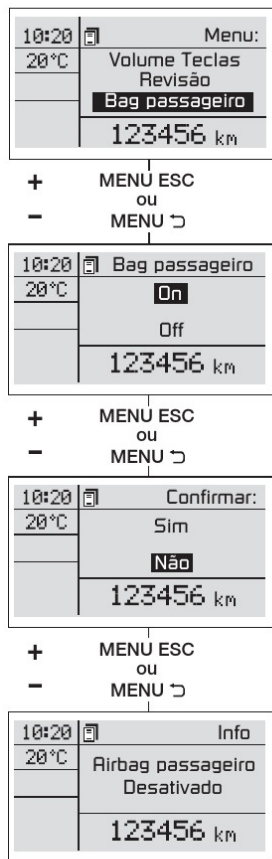 10:20 Menu:
20°C Volume Teclas
Revisão
Bag passageiro
123456 km
+ MENU ESC
ou
- MENU ⮌
10:20 Bag passageiro
20°C On
Off
123456 km
+ MENU ESC
ou
- MENU ⮌
10:20 Confirmar:
20°C Sim
Não
123456 km
+ MENU ESC
ou
- MENU ⮌
10:20 Info
20°C Airbag passageiro
Desativado
123456 km